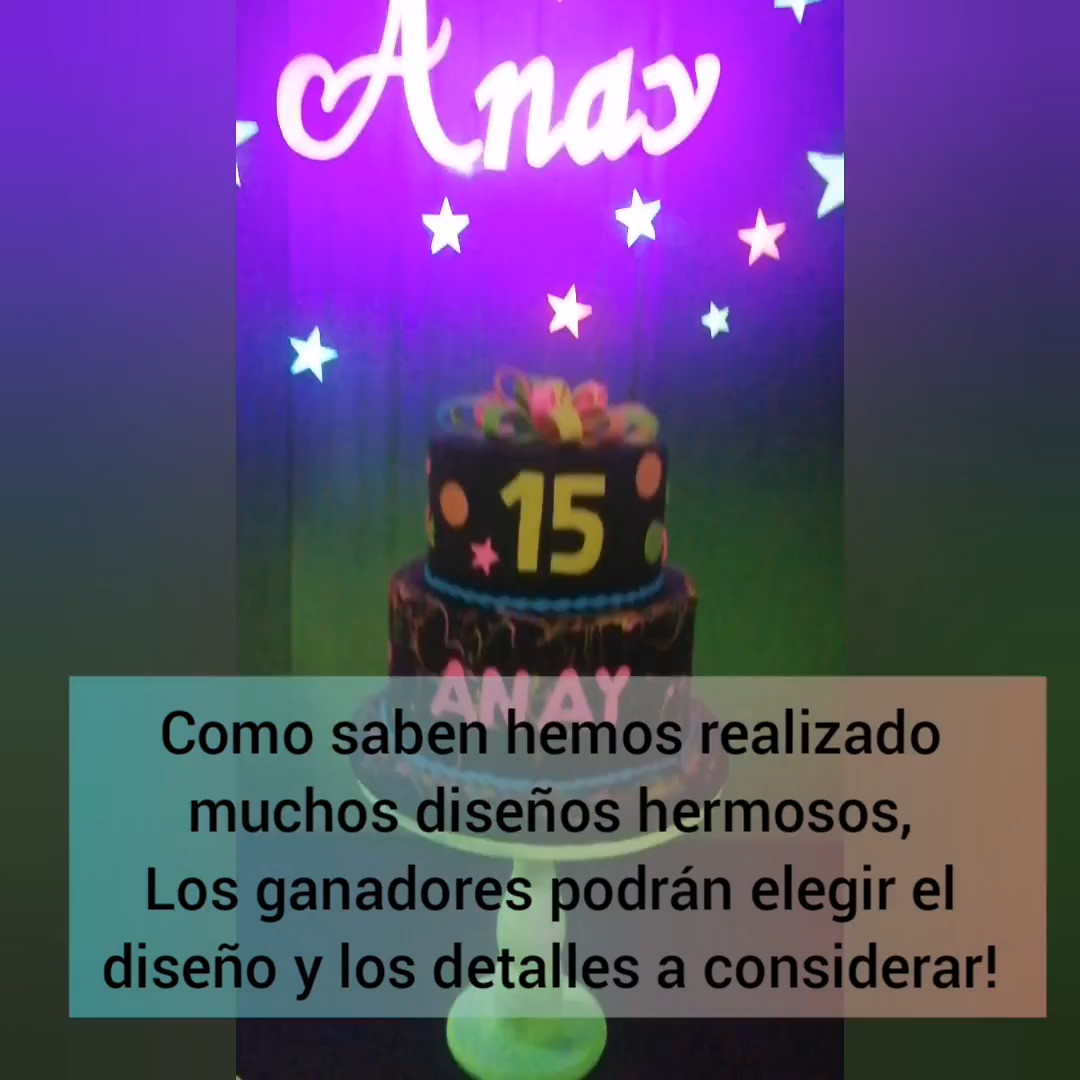 Anay
15
ANAY
Como saben hemos realizado
muchos diseños hermosos,
Los ganadores podrán elegir el
diseño y los detalles a considerar!